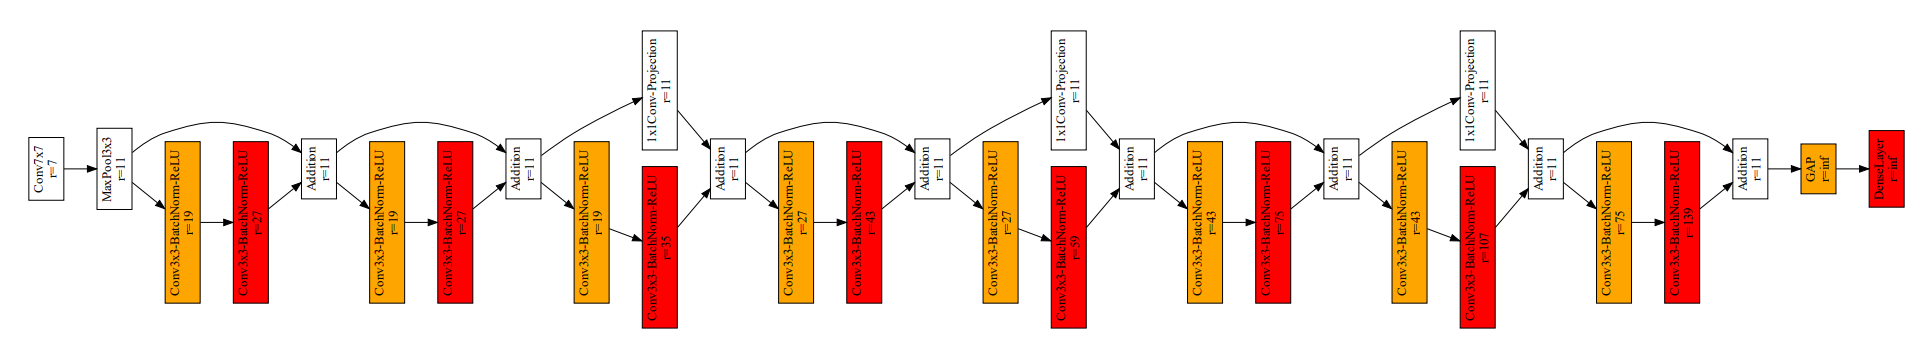 Conv7x7
r=7
MaxPool3x3
r=11
Conv3x3-BatchNorm-ReLU
r=19
Conv3x3-BatchNorm-ReLU
r=27
Addition
r=11
Conv3x3-BatchNorm-ReLU
r=19
Conv3x3-BatchNorm-ReLU
r=27
Addition
r=11
Conv3x3-BatchNorm-ReLU
r=19
1x1Conv-Projection
r=11
Conv3x3-BatchNorm-ReLU
r=35
Addition
r=11
Conv3x3-BatchNorm-ReLU
r=27
Conv3x3-BatchNorm-ReLU
r=43
Addition
r=11
Conv3x3-BatchNorm-ReLU
r=27
1x1Conv-Projection
r=11
Conv3x3-BatchNorm-ReLU
r=59
Addition
r=11
Conv3x3-BatchNorm-ReLU
r=43
Conv3x3-BatchNorm-ReLU
r=75
Addition
r=11
Conv3x3-BatchNorm-ReLU
r=43
1x1Conv-Projection
r=11
Conv3x3-BatchNorm-ReLU
r=107
Addition
r=11
Conv3x3-BatchNorm-ReLU
r=75
Conv3x3-BatchNorm-ReLU
r=139
Addition
r=11
GAP
r=inf
DenseLayer
r=inf